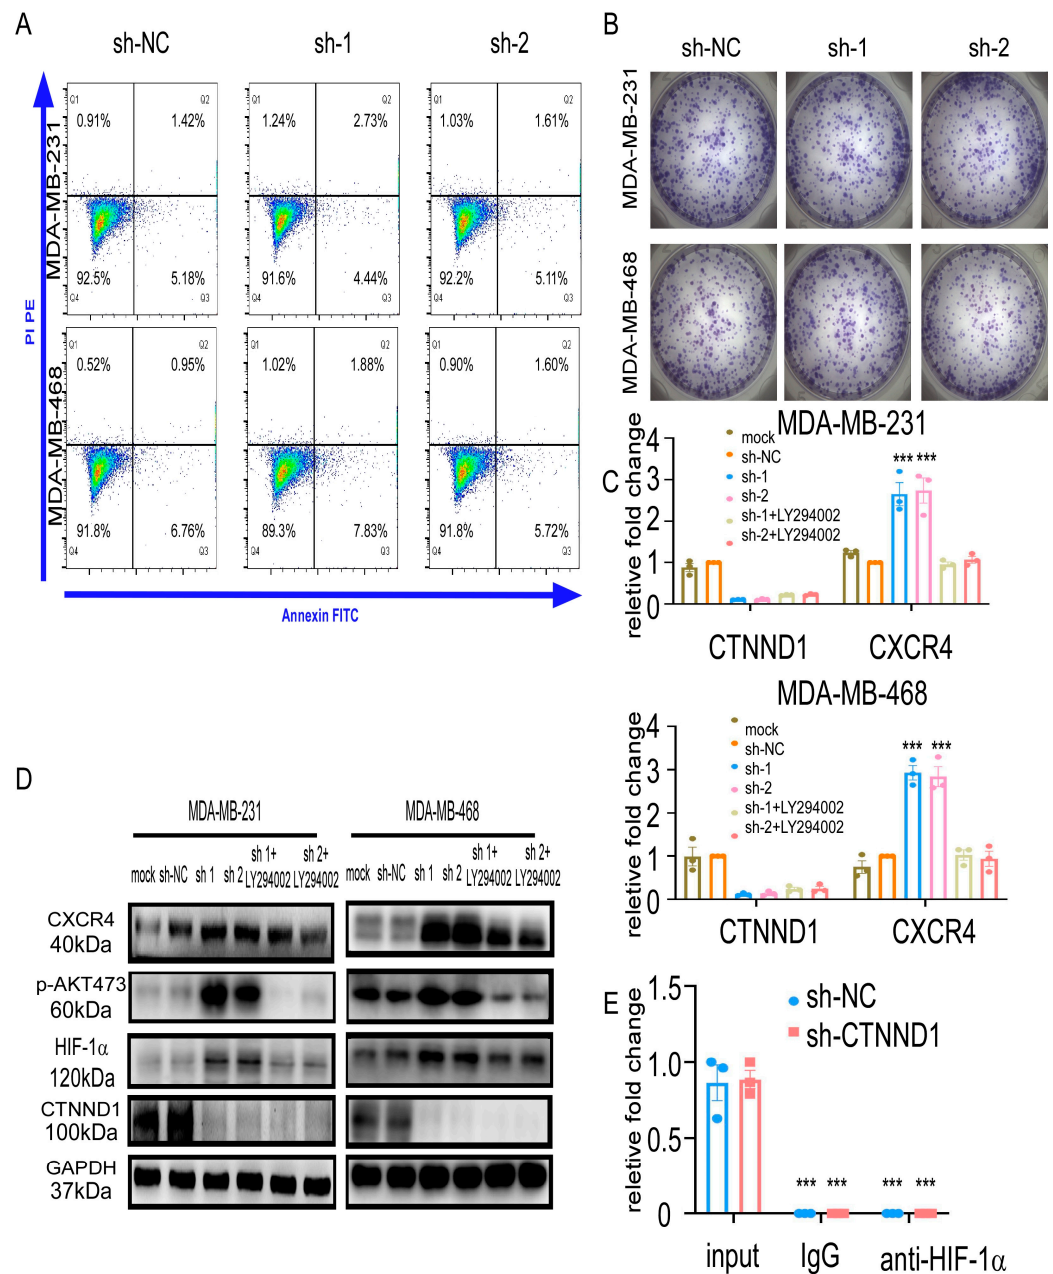 A
sh-NC
sh-1
sh-2
MDA-MB-231
Q1
Q2
0.91%
1.42%
92.5%
5.18%
Q4
Q3
Q1
Q2
1.24%
2.73%
91.6%
4.44%
Q4
Q3
Q1
Q2
1.03%
1.61%
92.2%
5.11%
Q4
Q3
PI PE
MDA-MB-468
Q1
Q2
0.52%
0.95%
91.8%
6.76%
Q4
Q3
Q1
Q2
1.02%
1.88%
89.3%
7.83%
Q4
Q3
Q1
Q2
0.90%
1.60%
91.8%
5.72%
Q4
Q3
Annexin FITC
B
sh-NC
sh-1
sh-2
MDA-MB-231
MDA-MB-468
C
MDA-MB-231
reletive fold change
4
3
2
1
0
mock
sh-NC
sh-1
sh-2
sh-1+LY294002
sh-2+LY294002
*** ***
CTNND1
CXCR4
MDA-MB-468
reletive fold change
4
3
2
1
0
mock
sh-NC
sh-1
sh-2
sh-1+LY294002
sh-2+LY294002
*** ***
CTNND1
CXCR4
D
MDA-MB-231
MDA-MB-468
mock
sh-NC
sh 1
sh 2
sh 1+
LY294002
sh 2+
LY294002
mock
sh-NC
sh 1
sh 2
sh 1+
LY294002
sh 2+
LY294002
CXCR4
40kDa
p-AKT473
60kDa
HIF-1α
120kDa
CTNND1
100kDa
GAPDH
37kDa
E
reletive fold change
1.5
1.0
0.5
0
sh-NC
sh-CTNND1
*** ***
*** ***
input
IgG
anti-HIF-1α